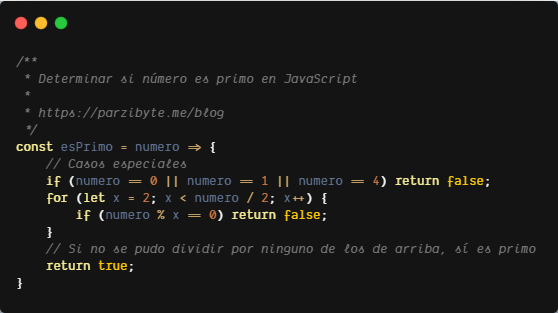 /**
 * Determinar si número es primo en JavaScript
 *
 * https://parzibyte.me/blog
 */
const esPrimo = numero => {
    // Casos especiales
    if (numero == 0 || numero == 1 || numero == 4) return false;
    for (let x = 2; x < numero / 2; x++) {
        if (numero % x == 0) return false;
    }
    // Si no se pudo dividir por ninguno de los de arriba, sí es primo
    return true;
}